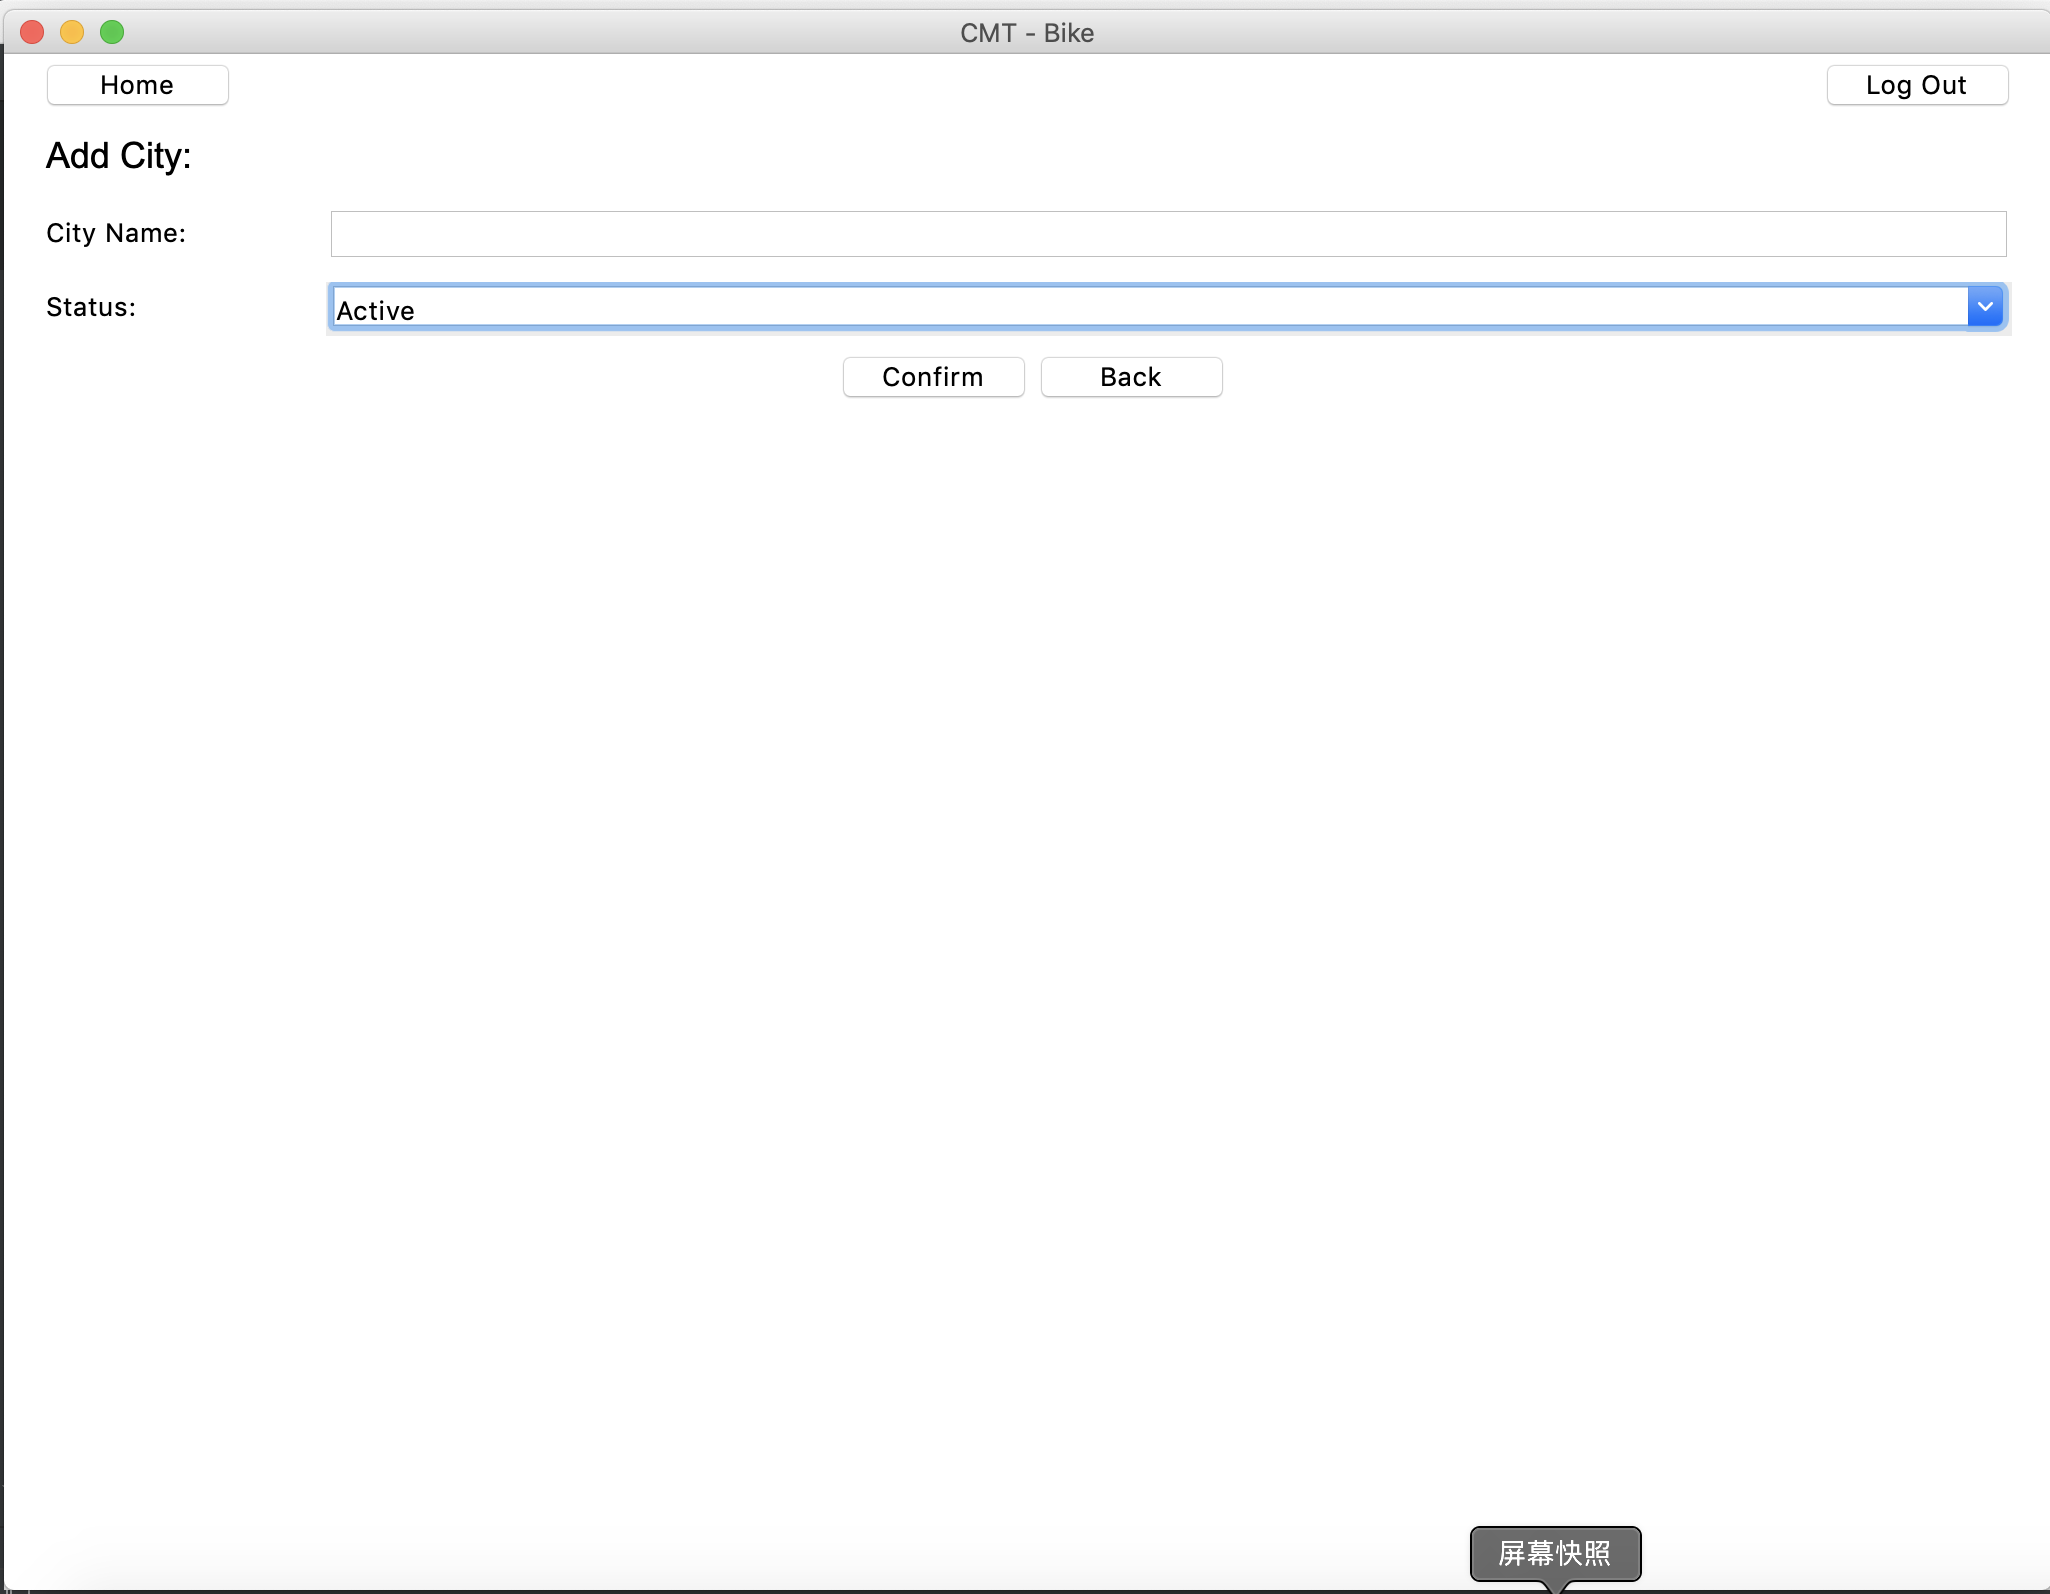 CMT - Bike
Home
Log Out
Add City:
City Name:
Status:
Active
Confirm
Back
屏幕快照